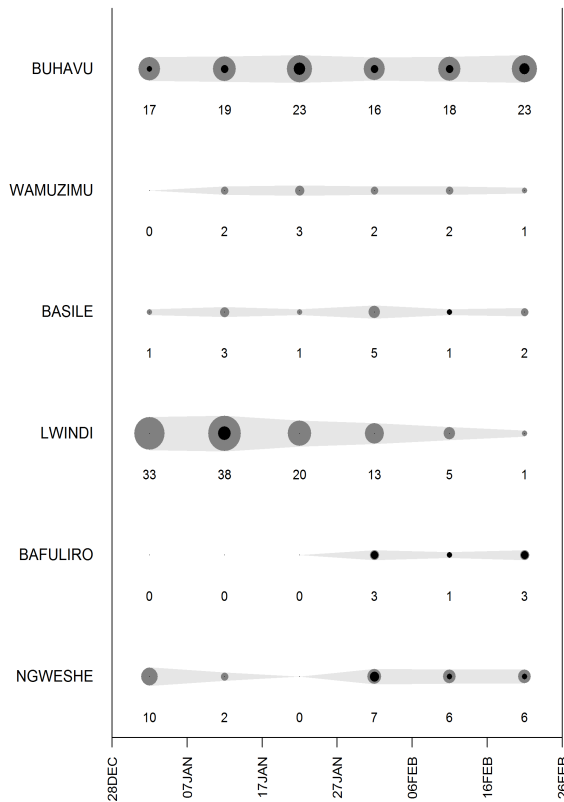 BUHAVU
17 19 23 16 18 23
WAMUZIMU
0 2 3 2 2 1
BASILE
1 3 1 5 1 2
LWINDI
33 38 20 13 5 1
BAFULIRO
0 0 0 3 1 3
NGWESHE
10 2 0 7 6 6
28DEC 07JAN 17JAN 27JAN 06FEB 16FEB 26FEB